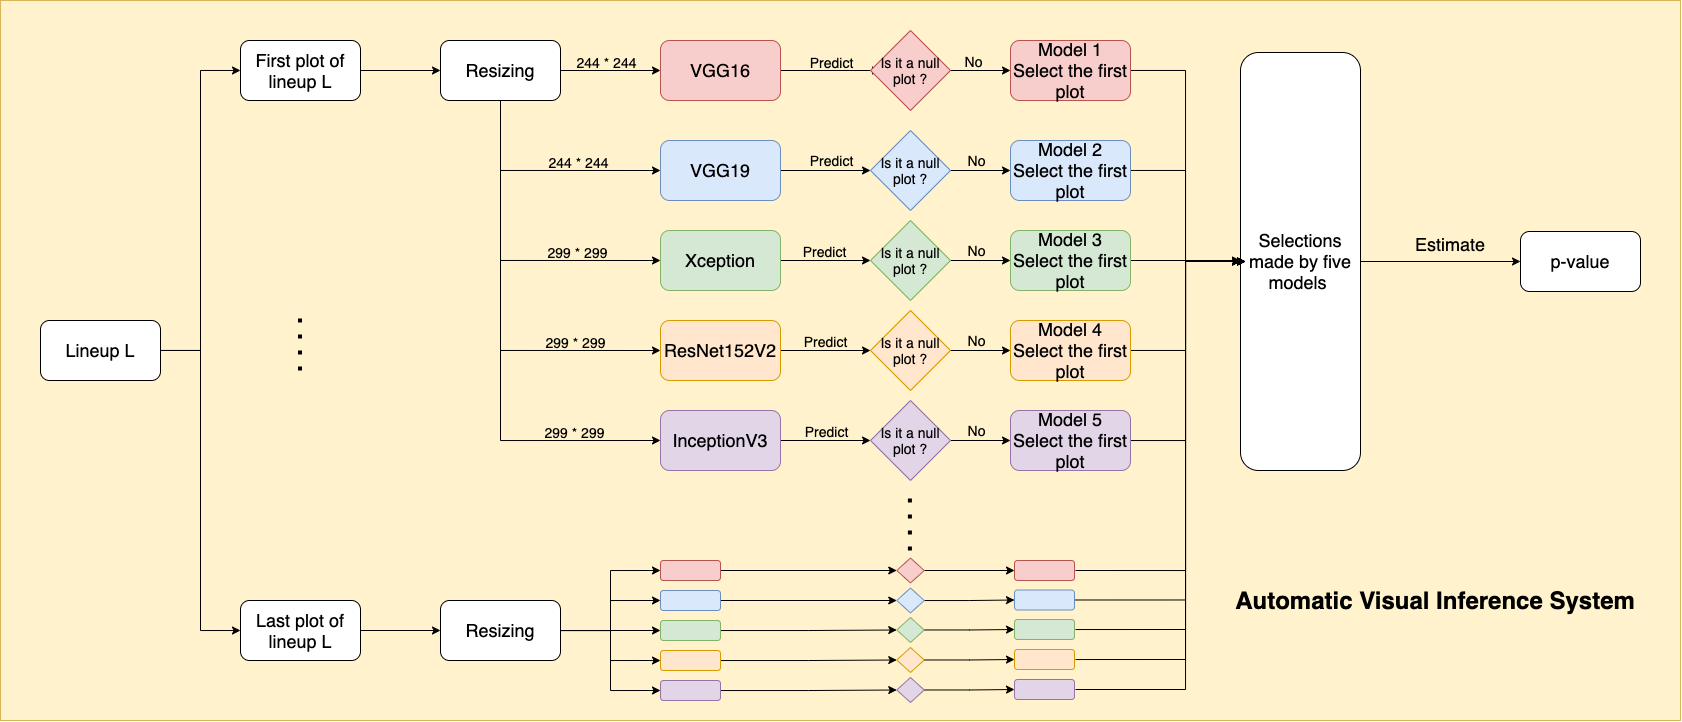 First plot of
lineup L
Resizing
244 * 244
VGG16
Predict
Is it a null
plot ?
No
Model 1
Select the first
plot
244 * 244
VGG19
Predict
Is it a null
plot ?
No
Model 2
Select the first
plot
299 * 299
Xception
Predict
Is it a null
plot ?
No
Model 3
Select the first
plot
Selections
made by five
models
Estimate
p-value
Lineup L
299 * 299
ResNet152V2
Predict
Is it a null
plot ?
No
Model 4
Select the first
plot
299 * 299
InceptionV3
Predict
Is it a null
plot ?
No
Model 5
Select the first
plot
Last plot of
lineup L
Resizing
Automatic Visual Inference System